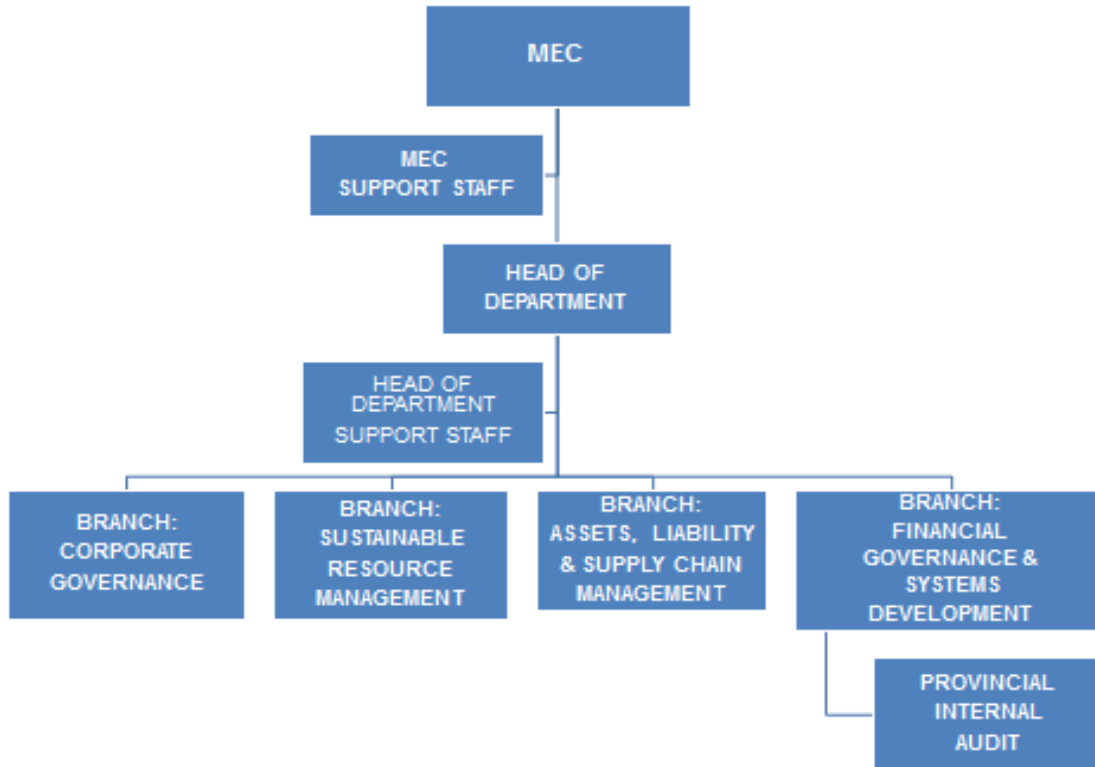 MEC
MEC
SUPPORT STAFF
HEAD OF
DEPARTMENT
HEAD OF
DEPARTMENT
SUPPORT STAFF
BRANCH:
CORPORATE
GOVERNANCE
BRANCH:
SUSTAINABLE
RESOURCE
MANAGEMENT
BRANCH:
ASSETS, LIABILITY
& SUPPLY CHAIN
MANAGEMENT
BRANCH:
FINANCIAL
GOVERNANCE &
SYSTEMS
DEVELOPMENT
PROVINCIAL
INTERNAL
AUDIT